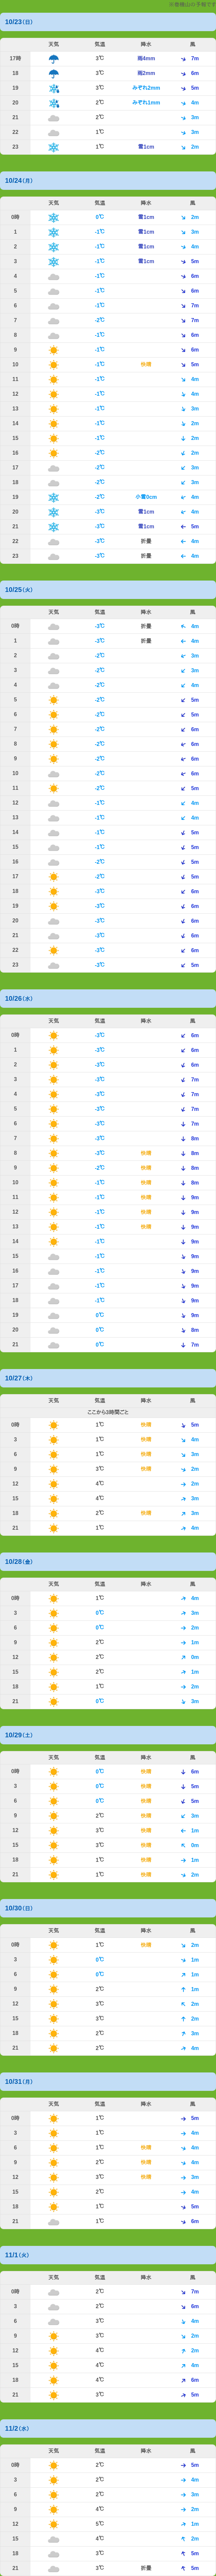 ※板橋山の予報です
10/23(日)
天気 気温 降水 風
17時 3℃ 雨4mm 7m
18 3℃ 雨2mm 6m
19 3℃ みぞれ2mm 5m
20 2℃ みぞれ1mm 4m
21 2℃ 3m
22 1℃ 3m
23 1℃ 雪1cm 2m
10/24(月)
天気 気温 降水 風
0時 0℃ 雪1cm 2m
1 -1℃ 雪1cm 3m
2 -1℃ 雪1cm 4m
3 -1℃ 雪1cm 5m
4 -1℃ 6m
5 -1℃ 6m
6 -1℃ 7m
7 -2℃ 7m
8 -1℃ 6m
9 -1℃ 6m
10 -1℃ 快晴 5m
11 -1℃ 4m
12 -1℃ 4m
13 -1℃ 3m
14 -1℃ 2m
15 -1℃ 2m
16 -2℃ 2m
17 -2℃ 3m
18 -2℃ 3m
19 -2℃ 小雪0cm 4m
20 -3℃ 雪1cm 4m
21 -3℃ 雪1cm 5m
22 -3℃ 折曇 4m
23 -3℃ 折曇 4m
10/25(火)
天気 気温 降水 風
0時 -3℃ 折曇 4m
1 -3℃ 折曇 4m
2 -2℃ 3m
3 -2℃ 3m
4 -2℃ 4m
5 -2℃ 5m
6 -2℃ 5m
7 -2℃ 6m
8 -2℃ 6m
9 -2℃ 6m
10 -2℃ 6m
11 -2℃ 5m
12 -1℃ 4m
13 -1℃ 4m
14 -1℃ 5m
15 -1℃ 5m
16 -2℃ 5m
17 -2℃ 5m
18 -3℃ 6m
19 -3℃ 6m
20 -3℃ 6m
21 -3℃ 6m
22 -3℃ 6m
23 -3℃ 5m
10/26(水)
天気 気温 降水 風
0時 -3℃ 6m
1 -3℃ 6m
2 -3℃ 6m
3 -3℃ 7m
4 -3℃ 7m
5 -3℃ 7m
6 -3℃ 7m
7 -3℃ 8m
8 -3℃ 快晴 8m
9 -2℃ 快晴 8m
10 -1℃ 快晴 8m
11 -1℃ 快晴 9m
12 -1℃ 快晴 9m
13 -1℃ 快晴 9m
14 -1℃ 9m
15 -1℃ 9m
16 -1℃ 9m
17 -1℃ 9m
18 -1℃ 9m
19 0℃ 9m
20 0℃ 8m
21 0℃ 7m
10/27(木)
天気 気温 降水 風
ここから3時間ごと
0時 1℃ 快晴 5m
3 1℃ 快晴 4m
6 1℃ 快晴 3m
9 3℃ 快晴 2m
12 4℃ 2m
15 4℃ 3m
18 2℃ 快晴 3m
21 1℃ 4m
10/28(金)
天気 気温 降水 風
0時 1℃ 4m
3 0℃ 3m
6 0℃ 2m
9 2℃ 1m
12 2℃ 0m
15 2℃ 1m
18 1℃ 2m
21 0℃ 3m
10/29(土)
天気 気温 降水 風
0時 0℃ 快晴 6m
3 0℃ 快晴 5m
6 0℃ 快晴 5m
9 2℃ 快晴 3m
12 3℃ 快晴 1m
15 3℃ 快晴 0m
18 1℃ 快晴 1m
21 1℃ 快晴 2m
10/30(日)
天気 気温 降水 風
0時 1℃ 快晴 2m
3 0℃ 1m
6 0℃ 1m
9 2℃ 1m
12 3℃ 2m
15 3℃ 2m
18 2℃ 3m
21 2℃ 4m
10/31(月)
天気 気温 降水 風
0時 1℃ 5m
3 1℃ 4m
6 1℃ 快晴 4m
9 2℃ 快晴 4m
12 3℃ 快晴 3m
15 2℃ 4m
18 1℃ 5m
21 1℃ 6m
11/1(火)
天気 気温 降水 風
0時 2℃ 7m
3 2℃ 6m
6 3℃ 4m
9 3℃ 2m
12 4℃ 2m
15 4℃ 4m
18 4℃ 6m
21 3℃ 5m
11/2(水)
天気 気温 降水 風
0時 2℃ 5m
3 2℃ 4m
6 2℃ 3m
9 4℃ 2m
12 5℃ 1m
15 4℃ 2m
18 3℃ 5m
21 3℃ 折曇 5m